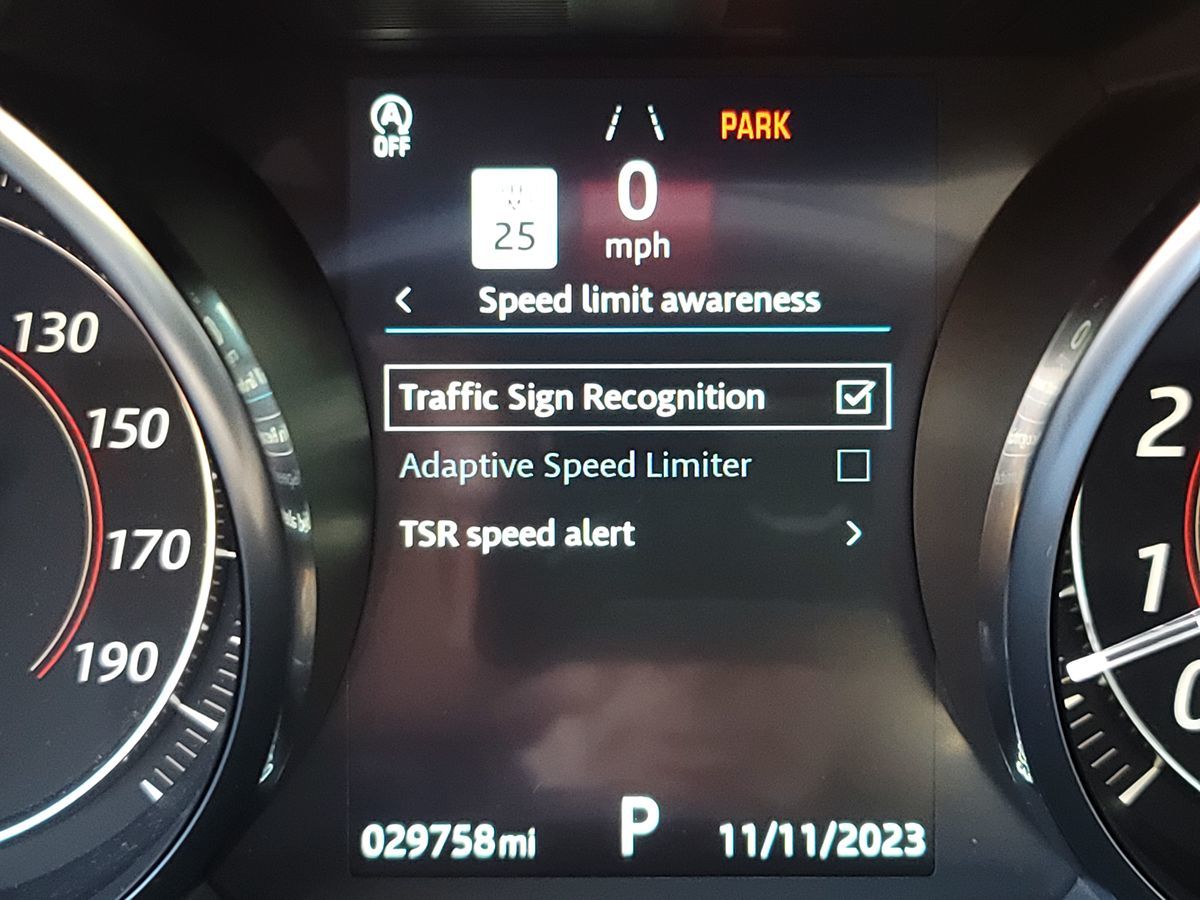 A
OFF
PARK
25
0
mph
Speed limit awareness
Traffic Sign Recognition
Adaptive Speed Limiter
TSR speed alert
029758mi
P
11/11/2023
130
150
170
190
2
1
0